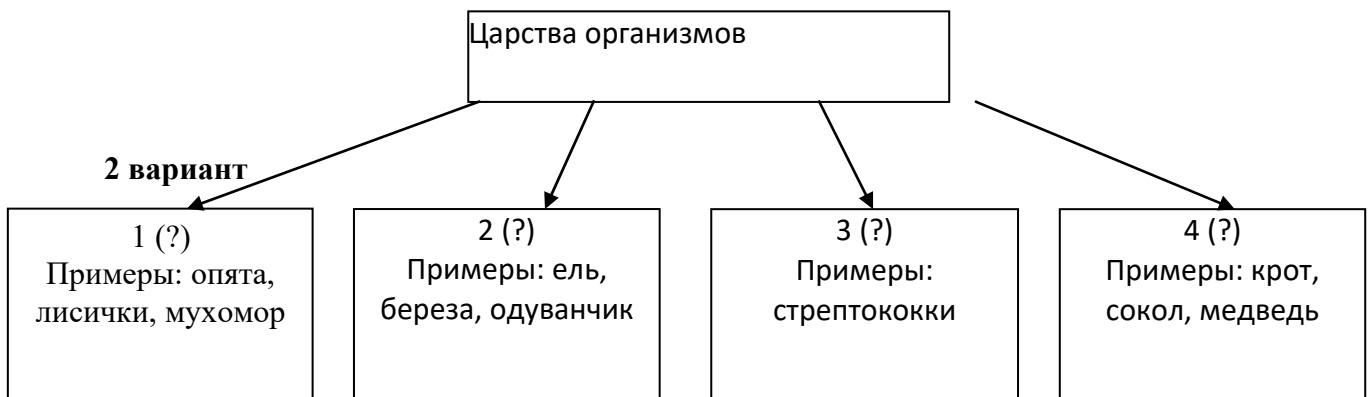 Царства организмов
2 вариант
1 (?)
Примеры: опята,
лисички, мухомор
2 (?)
Примеры: ель,
береза, одуванчик
3 (?)
Примеры:
стрептококки
4 (?)
Примеры: крот,
сокол, медведь